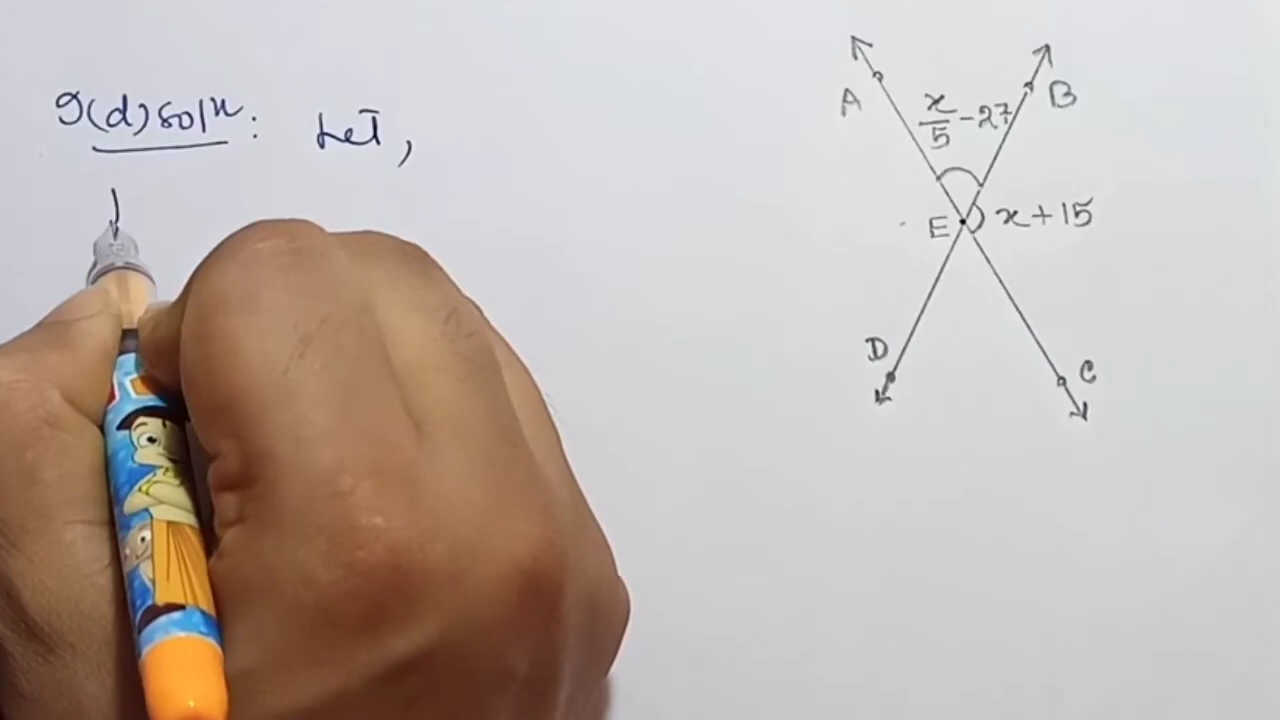 9(d) solⁿ: Let,
A
B
x/5 - 27
E
x + 15
D
C